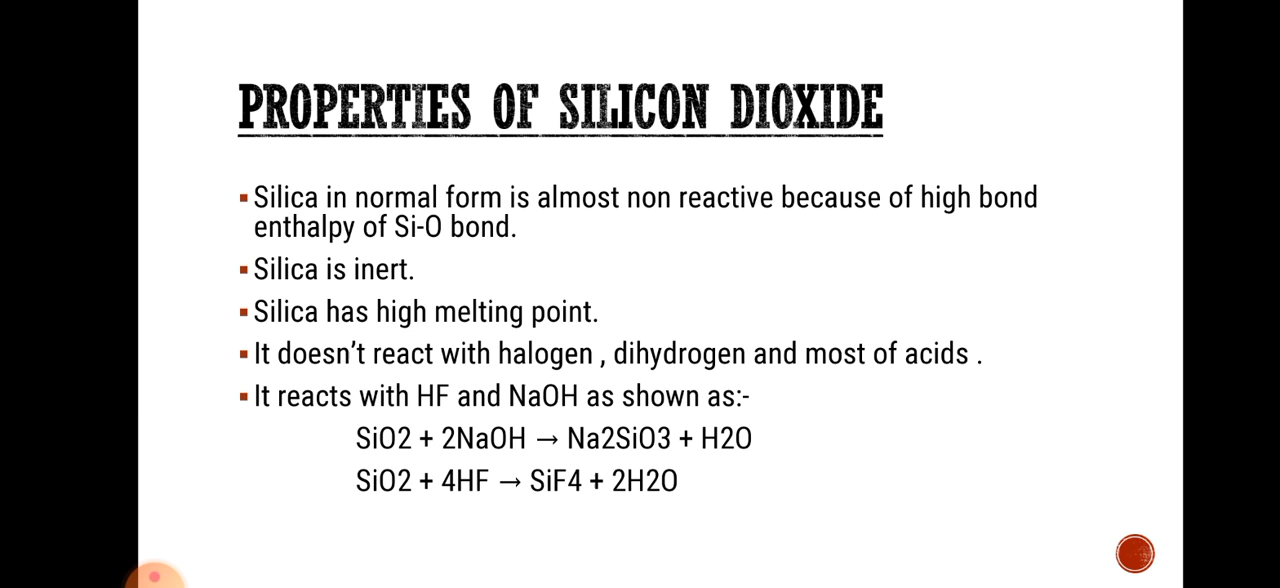 PROPERTIES OF SILICON DIOXIDE
▪ Silica in normal form is almost non reactive because of high bond
enthalpy of Si-O bond.
▪ Silica is inert.
▪ Silica has high melting point.
▪ It doesn’t react with halogen , dihydrogen and most of acids .
▪ It reacts with HF and NaOH as shown as:-
SiO2 + 2NaOH → Na2SiO3 + H2O
SiO2 + 4HF → SiF4 + 2H2O